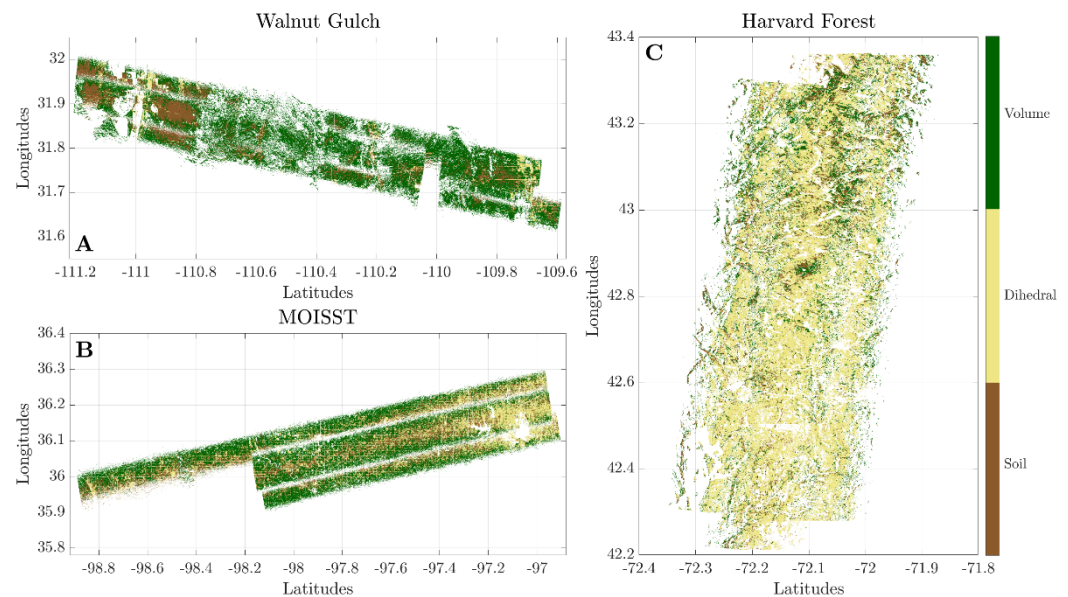 Walnut Gulch
32
31.9
31.8
31.7
31.6
Longitudes
A
-111.2 -111 -110.8 -110.6 -110.4 -110.2 -110 -109.8 -109.6
Latitudes
MOISST
36.4
36.3
36.2
36.1
36
35.9
35.8
Longitudes
B
-98.8 -98.6 -98.4 -98.2 -98 -97.8 -97.6 -97.4 -97.2 -97
Latitudes
Harvard Forest
43.4
43.2
43
42.8
42.6
42.4
42.2
Longitudes
C
-72.4 -72.3 -72.2 -72.1 -72 -71.9 -71.8
Latitudes
Volume
Dihedral
Soil